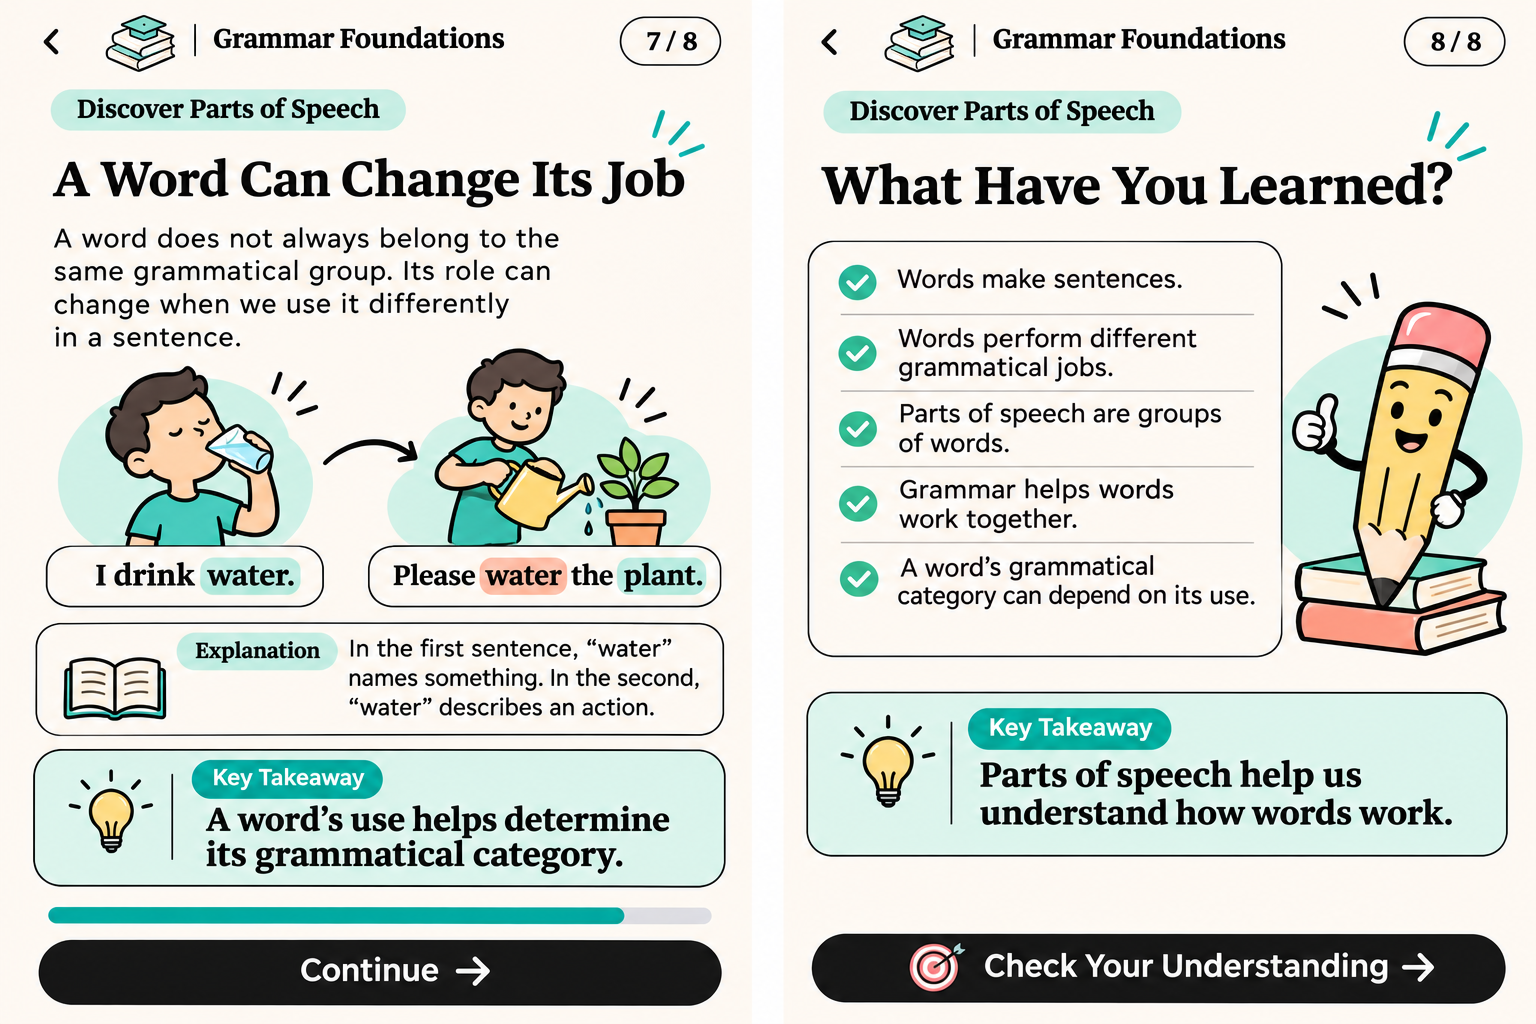 Grammar Foundations
7 / 8
Discover Parts of Speech
A Word Can Change Its Job
A word does not always belong to the
same grammatical group. Its role can
change when we use it differently
in a sentence.
I drink water.
Please water the plant.
Explanation
In the first sentence, “water”
names something. In the second,
“water” describes an action.
Key Takeaway
A word’s use helps determine
its grammatical category.
Continue
Grammar Foundations
8 / 8
Discover Parts of Speech
What Have You Learned?
Words make sentences.
Words perform different
grammatical jobs.
Parts of speech are groups
of words.
Grammar helps words
work together.
A word’s grammatical
category can depend on its use.
Key Takeaway
Parts of speech help us
understand how words work.
Check Your Understanding